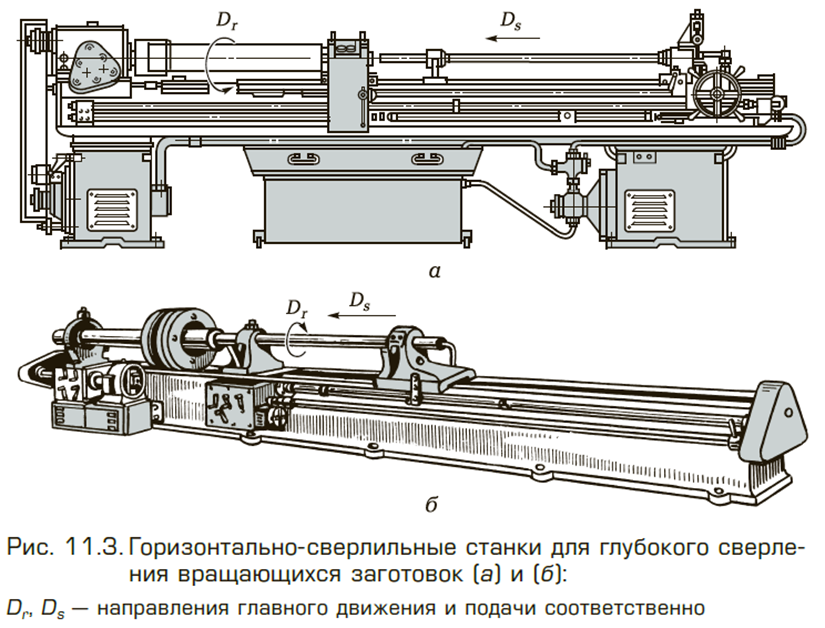 Dr Ds
а
Dr Ds
б
Рис. 11.3. Горизонтально-сверлильные станки для глубокого сверле-
ния вращающихся заготовок (а) и (б):
Dr, Ds — направления главного движения и подачи соответственно